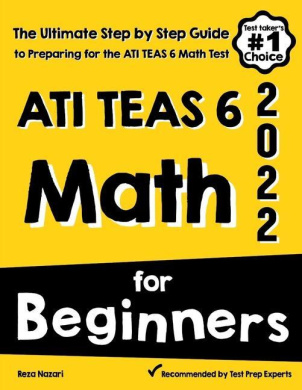 The Ultimate Step by Step Guide
to Preparing for the ATI TEAS 6 Math Test
Test taker's
#1
Choice
ATI TEAS 6
2022
Math
for
Beginners
Reza Nazari
Recommended by Test Prep Experts